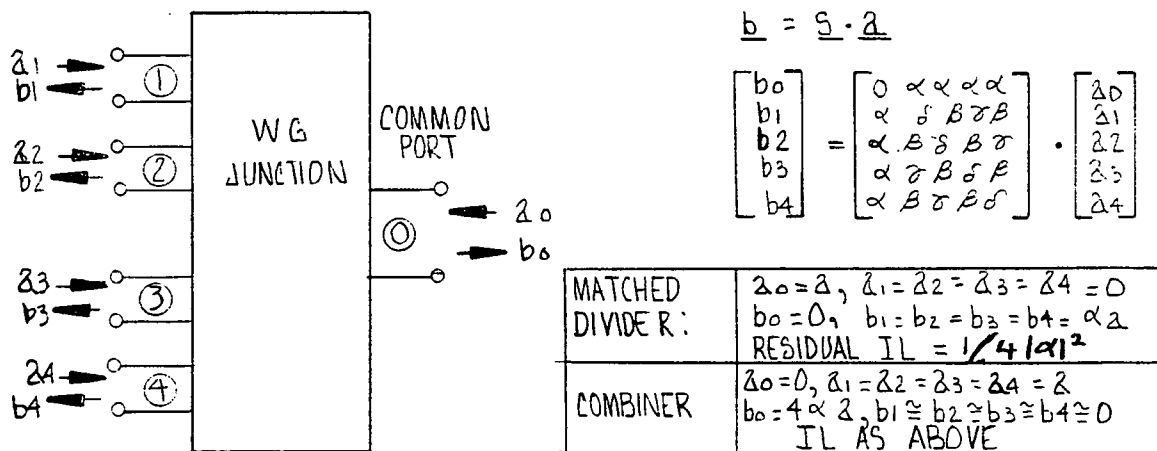 a1
b1
①
a2
b2
②
a3
b3
③
a4
b4
④
WG
JUNCTION
COMMON
PORT
⓪
a0
b0
b = S · a
b0 0 α α α α a0
b1 α δ β γ β a1
b2 = α β δ β γ · a2
b3 α γ β δ β a3
b4 α β γ β δ a4
MATCHED
DIVIDER:
a0 = a, a1 = a2 = a3 = a4 = 0
b0 = 0, b1 = b2 = b3 = b4 = αa
RESIDUAL IL = 1/4|α|²
COMBINER
a0 = 0, a1 = a2 = a3 = a4 = a
b0 = 4αa, b1 ≅ b2 ≅ b3 ≅ b4 ≅ 0
IL AS ABOVE